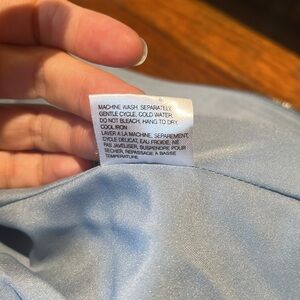 MACHINE WASH, SEPARATELY,
GENTLE CYCLE, COLD WATER,
DO NOT BLEACH, HANG TO DRY,
COOL IRON
LAVER A LA MACHINE, SEPAREMENT,
CYCLE DELICAT, EAU FROIDE, NE
PAS JAVELISER, SUSPENDRE POUR
SECHER, REPASSAGE A BASSE
TEMPERATURE